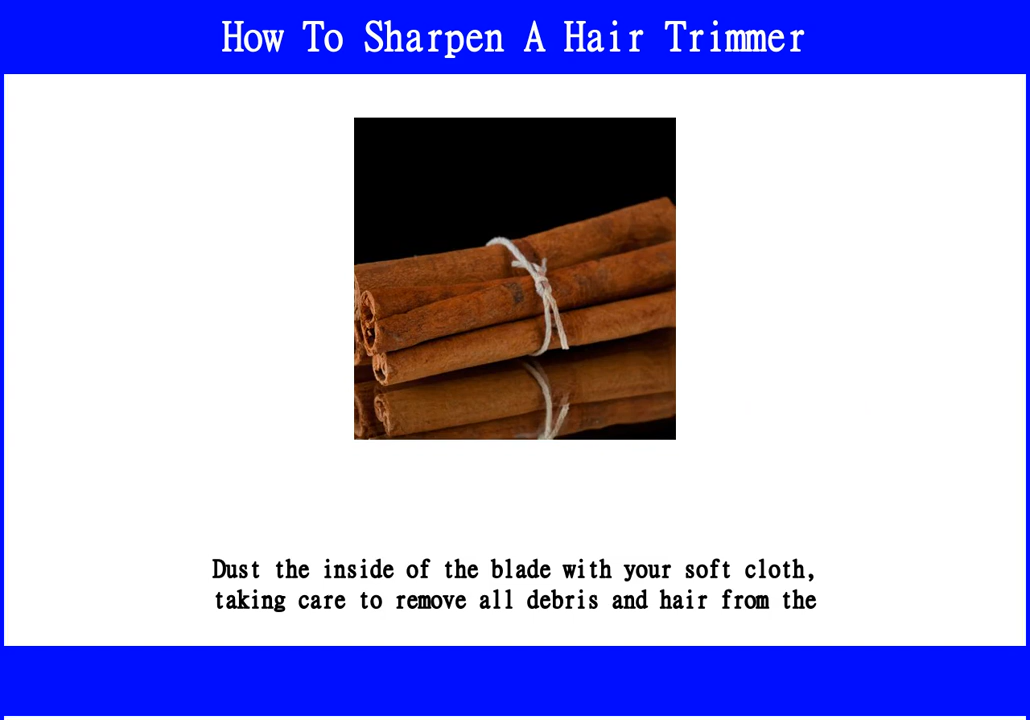 How To Sharpen A Hair Trimmer
Dust the inside of the blade with your soft cloth,
taking care to remove all debris and hair from the